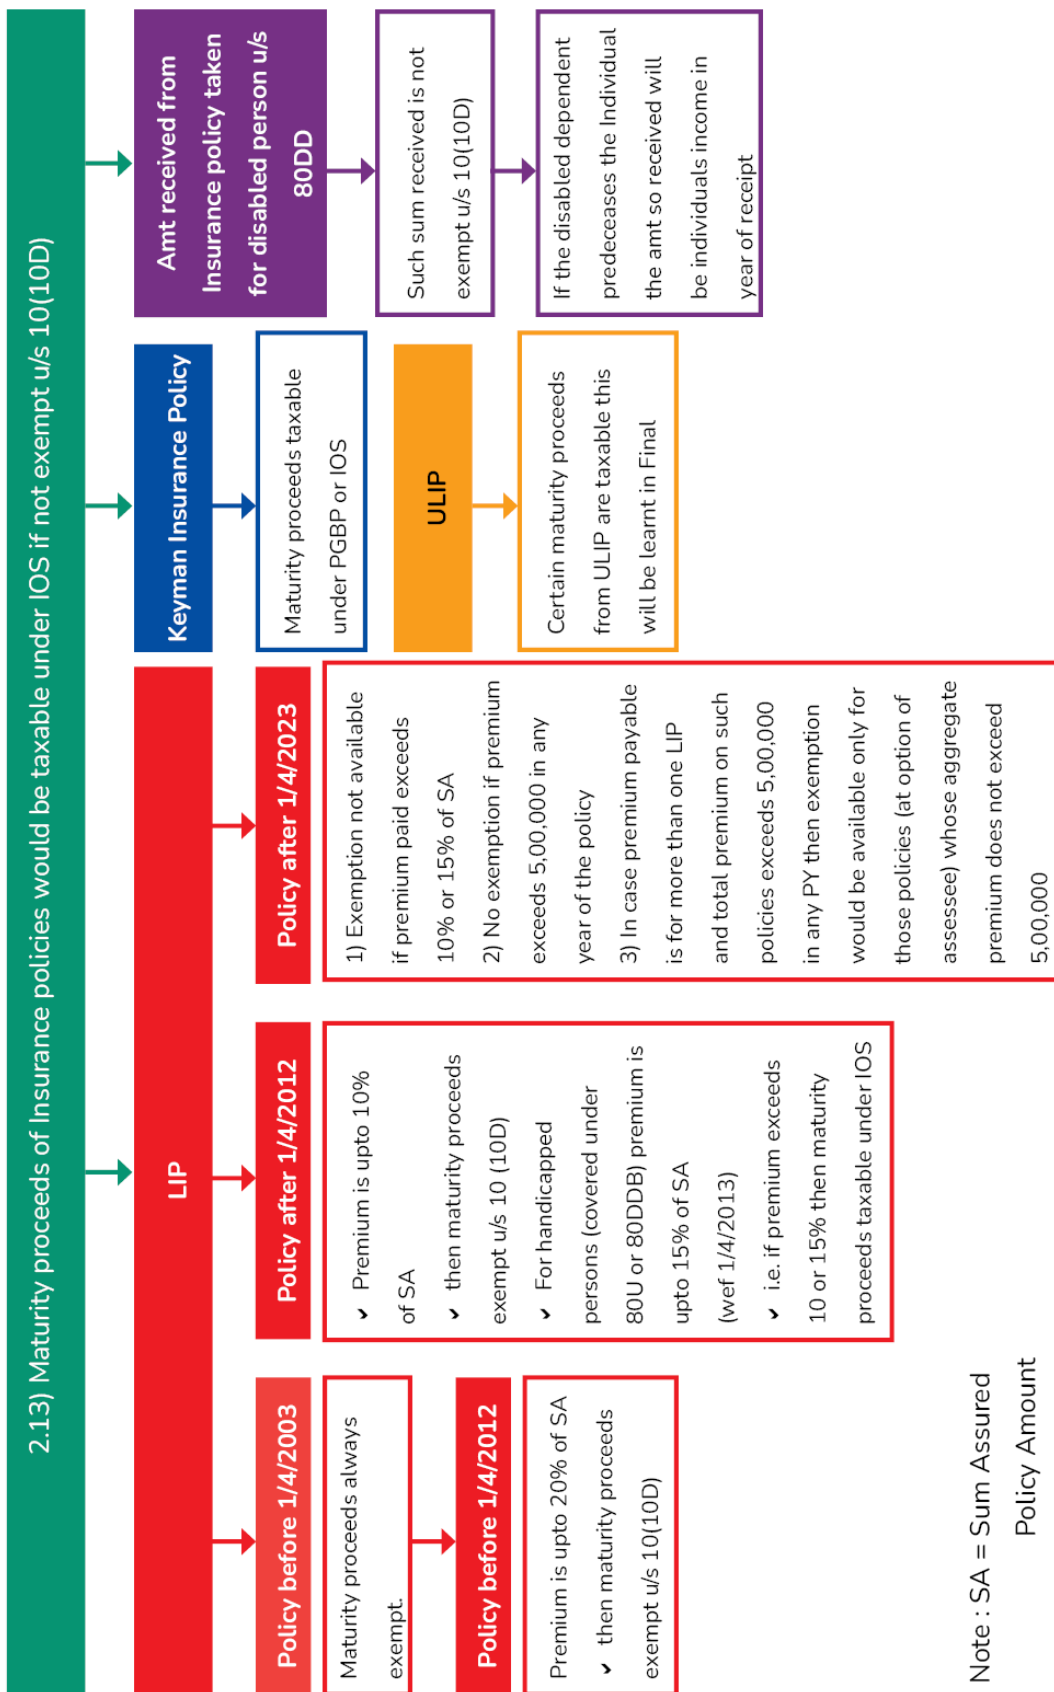 2.13) Maturity proceeds of Insurance policies would be taxable under IOS if not exempt u/s 10(10D)
LIP
Policy before 1/4/2003
Maturity proceeds always
exempt.
Policy before 1/4/2012
Premium is upto 20% of SA
✓ then maturity proceeds
exempt u/s 10(10D)
Policy after 1/4/2012
✓ Premium is upto 10%
of SA
✓ then maturity proceeds
exempt u/s 10 (10D)
✓ For handicapped
persons (covered under
80U or 80DDB) premium is
upto 15% of SA
(wef 1/4/2013)
✓ i.e. if premium exceeds
10 or 15% then maturity
proceeds taxable under IOS
Policy after 1/4/2023
1) Exemption not available
if premium paid exceeds
10% or 15% of SA
2) No exemption if premium
exceeds 5,00,000 in any
year of the policy
3) In case premium payable
is for more than one LIP
and total premium on such
policies exceeds 5,00,000
in any PY then exemption
would be available only for
those policies (at option of
assessee) whose aggregate
premium does not exceed
5,00,000
Keyman Insurance Policy
Maturity proceeds taxable
under PGBP or IOS
ULIP
Certain maturity proceeds
from ULIP are taxable this
will be learnt in Final
Amt received from
Insurance policy taken
for disabled person u/s
80DD
Such sum received is not
exempt u/s 10(10D)
If the disabled dependent
predeceases the Individual
the amt so received will
be individuals income in
year of receipt
Note : SA = Sum Assured
Policy Amount